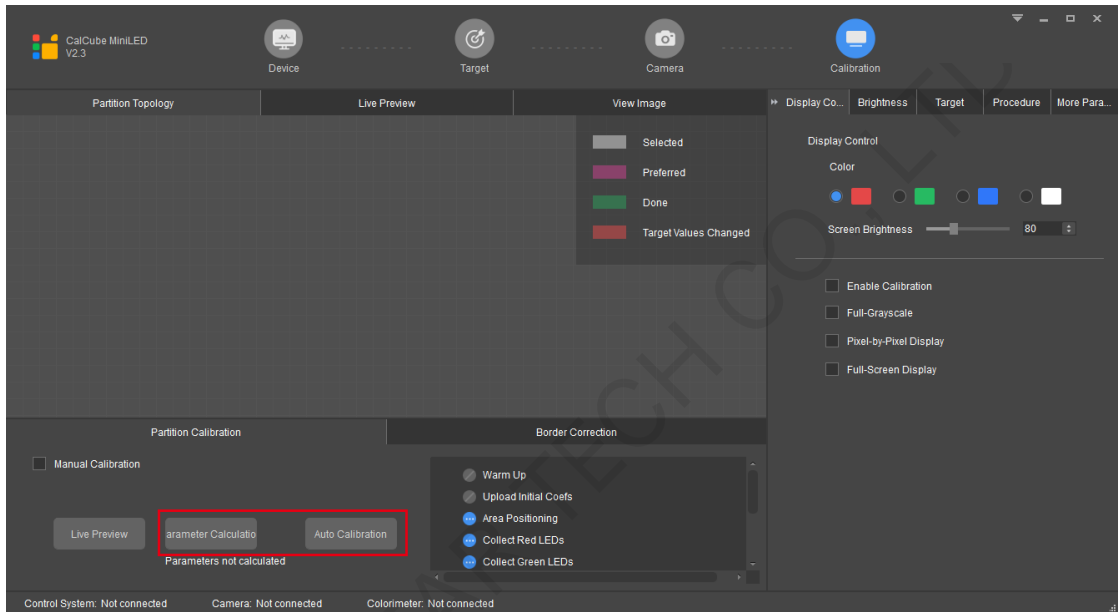 CalCube MiniLED
V2.3
Device
Target
Camera
Calibration
Partition Topology
Live Preview
View Image
Display Co...
Brightness
Target
Procedure
More Para...
Selected
Preferred
Done
Target Values Changed
Display Control
Color
Screen Brightness
80
Enable Calibration
Full-Grayscale
Pixel-by-Pixel Display
Full-Screen Display
Partition Calibration
Border Correction
Manual Calibration
Live Preview
arameter Calculatio
Auto Calibration
Parameters not calculated
Warm Up
Upload Initial Coefs
Area Positioning
Collect Red LEDs
Collect Green LEDs
Control System: Not connected
Camera: Not connected
Colorimeter: Not connected
TECH CO., LTD